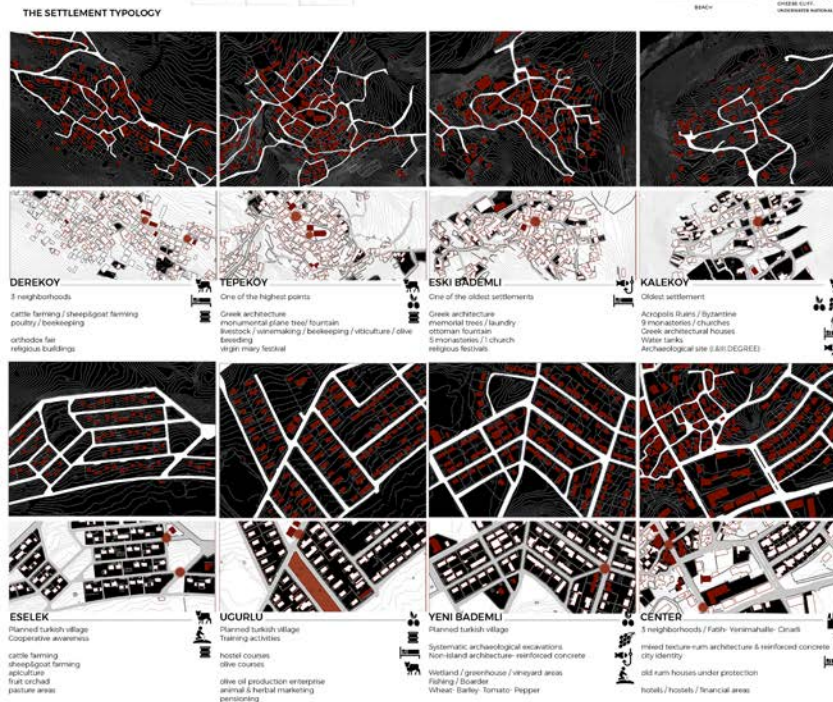 BEACH
CHEESE CLIFF,
UNDERWATER NATIONAL
THE SETTLEMENT TYPOLOGY
DEREKOY
3 neighborhoods
cattle farming / sheep&goat farming
poultry / beekeeping
orthodox fair
religious buildings
TEPEKOY
One of the highest points
Greek architecture
monumental plane tree/ fountain
livestock / winemaking / beekeeping / viticulture / olive
breeding
virgin mary festival
ESKI BADEMLI
One of the oldest settlements
Greek architecture
memorial trees / laundry
ottoman fountain
5 monasteries / 1 church
religious festivals
KALEKOY
Oldest settlement
Acropolis Ruins / Byzantine
9 monasteries / churches
Greek architectural houses
Water tanks
Archaeological site (I.&III.DEGREE)
ESELEK
Planned turkish village
Cooperative awareness
cattle farming
sheep&goat farming
apiculture
fruit orchad
pasture areas
UGURLU
Planned turkish village
Training activities
hostel courses
olive courses
olive oil production enterprise
animal & herbal marketing
pensioning
YENI BADEMLI
Planned turkish village
Systematic archaeological excavations
Non-island architecture- reinforced concrete
Wetland / greenhouse / vineyard areas
Fishing / Boarder
Wheat- Barley- Tomato- Pepper
CENTER
3 neighborhoods / Fatih- Yenimahalle- Cinarli
mixed texture-rum architecture & reinforced concrete
city identity
old rum houses under protection
hotels / hostels / financial areas